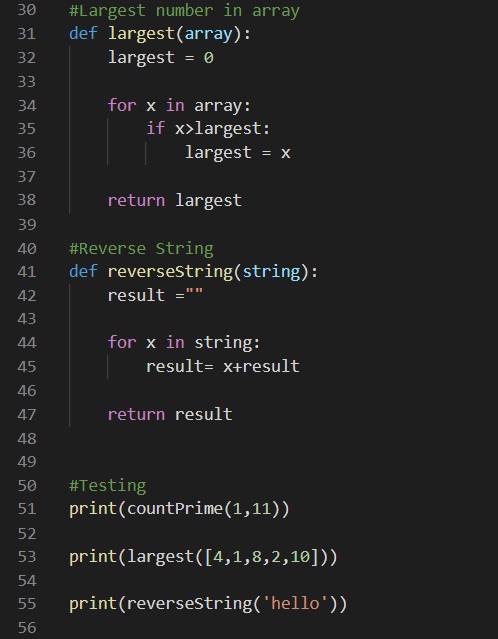 30 #Largest number in array
31 def largest(array):
32     largest = 0
33
34     for x in array:
35         if x>largest:
36             largest = x
37
38     return largest
39
40 #Reverse String
41 def reverseString(string):
42     result =""
43
44     for x in string:
45         result= x+result
46
47     return result
48
49
50 #Testing
51 print(countPrime(1,11))
52
53 print(largest([4,1,8,2,10]))
54
55 print(reverseString('hello'))
56